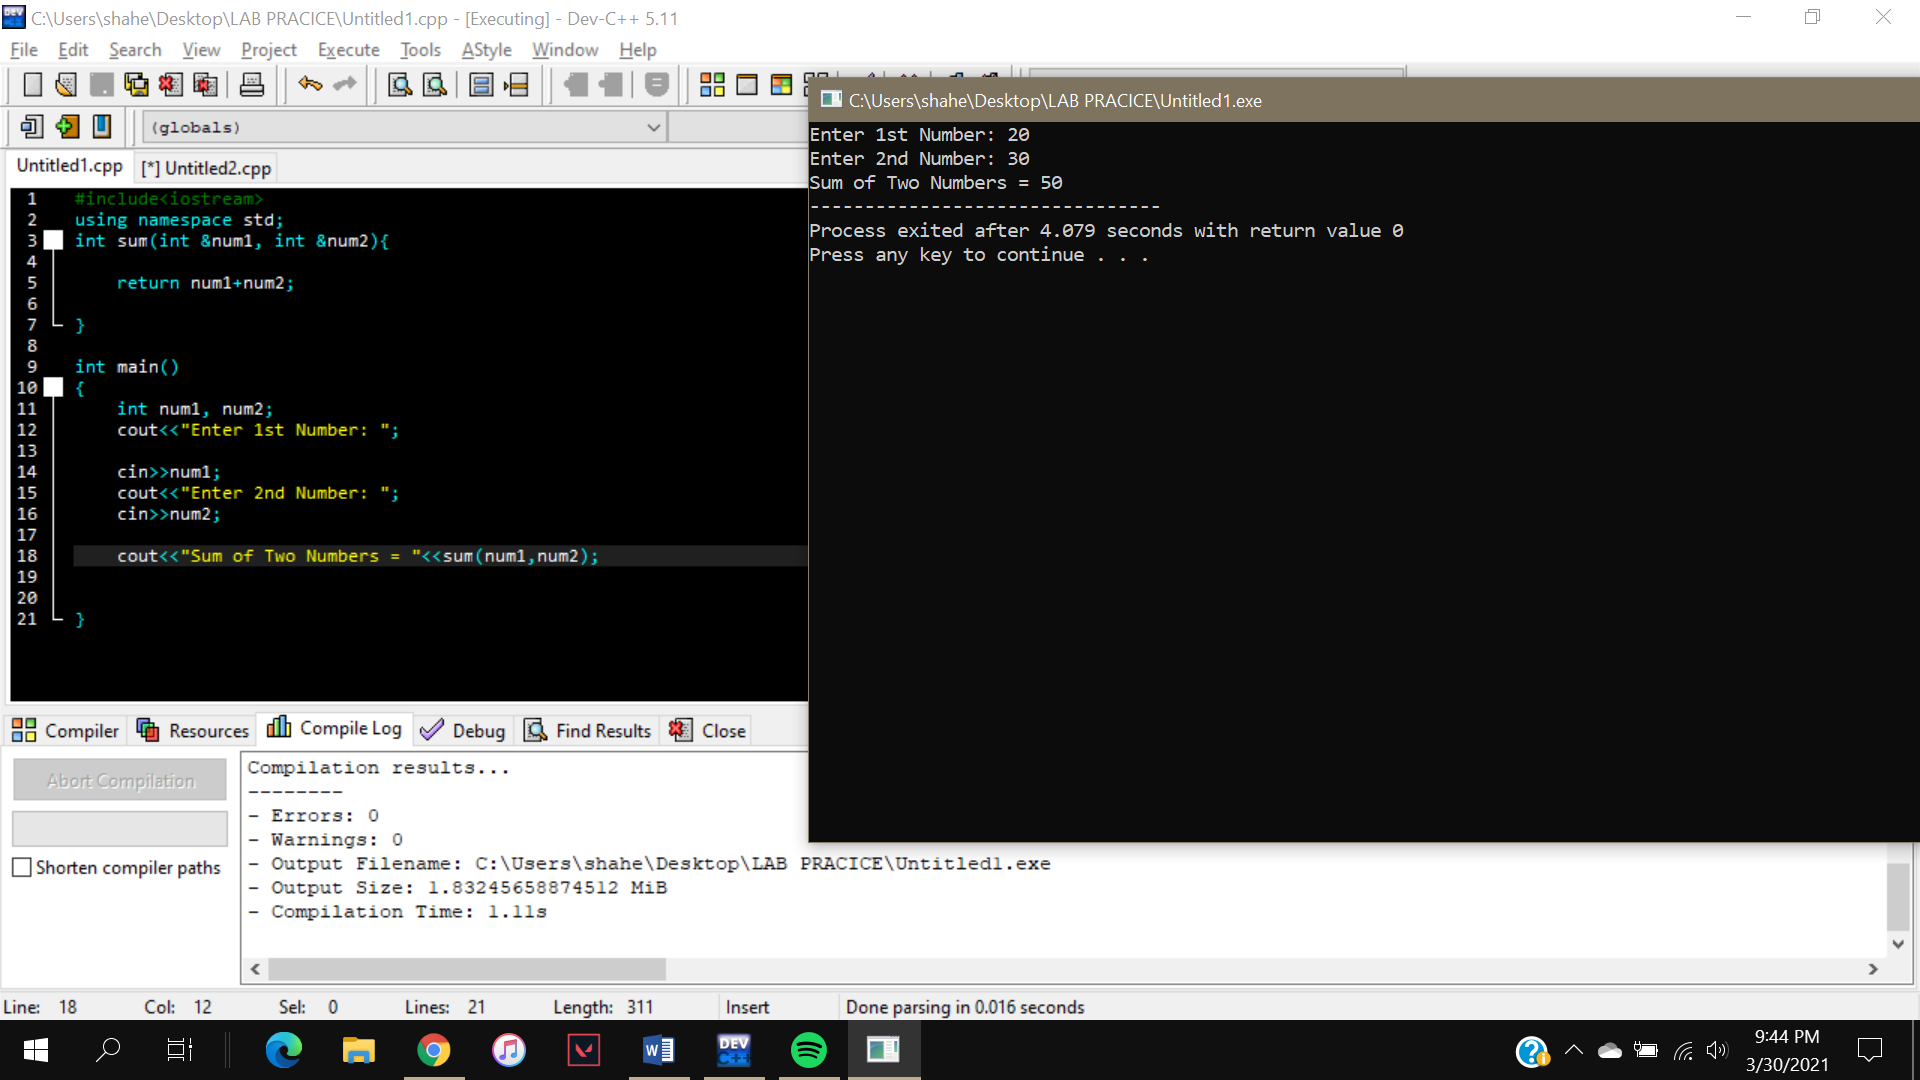 C:\Users\shahe\Desktop\LAB PRACICE\Untitled1.cpp - [Executing] - Dev-C++ 5.11
File Edit Search View Project Execute Tools AStyle Window Help
(globals)
Untitled1.cpp [*] Untitled2.cpp
1 #include<iostream>
2 using namespace std;
3 int sum(int &num1, int &num2){
4
5 return num1+num2;
6
7 }
8
9 int main()
10 {
11 int num1, num2;
12 cout<<"Enter 1st Number: ";
13
14 cin>>num1;
15 cout<<"Enter 2nd Number: ";
16 cin>>num2;
17
18 cout<<"Sum of Two Numbers = "<<sum(num1,num2);
19
20
21 }
C:\Users\shahe\Desktop\LAB PRACICE\Untitled1.exe
Enter 1st Number: 20
Enter 2nd Number: 30
Sum of Two Numbers = 50
--------------------------------
Process exited after 4.079 seconds with return value 0
Press any key to continue . . .
Compiler Resources Compile Log Debug Find Results Close
Abort Compilation
Shorten compiler paths
Compilation results...
--------
- Errors: 0
- Warnings: 0
- Output Filename: C:\Users\shahe\Desktop\LAB PRACICE\Untitled1.exe
- Output Size: 1.83245658874512 MiB
- Compilation Time: 1.11s
Line: 18 Col: 12 Sel: 0 Lines: 21 Length: 311 Insert Done parsing in 0.016 seconds
DEV C++
9:44 PM
3/30/2021